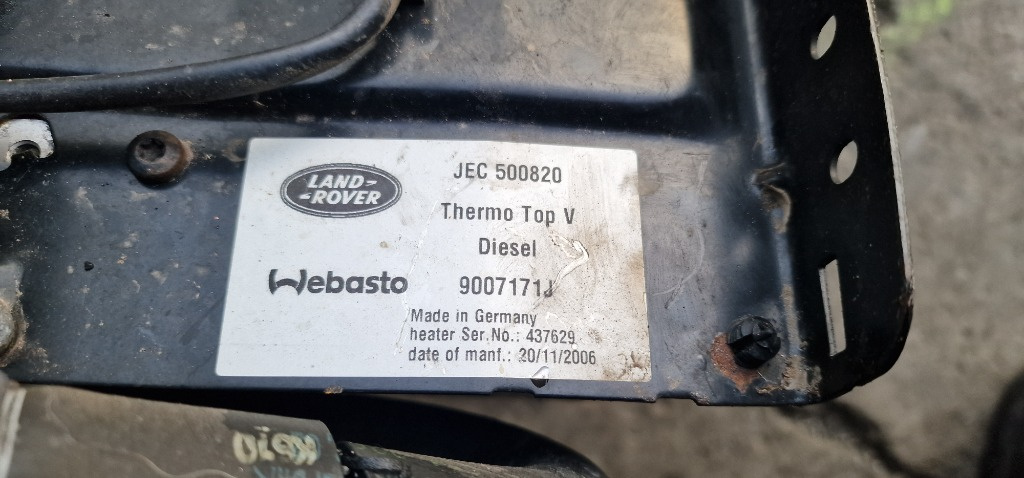 JEC 500820
LAND-
-ROVER
Thermo Top V
Diesel
Webasto
9007171J
Made in Germany
heater Ser.No.: 437629
date of manf.: 20/11/2006